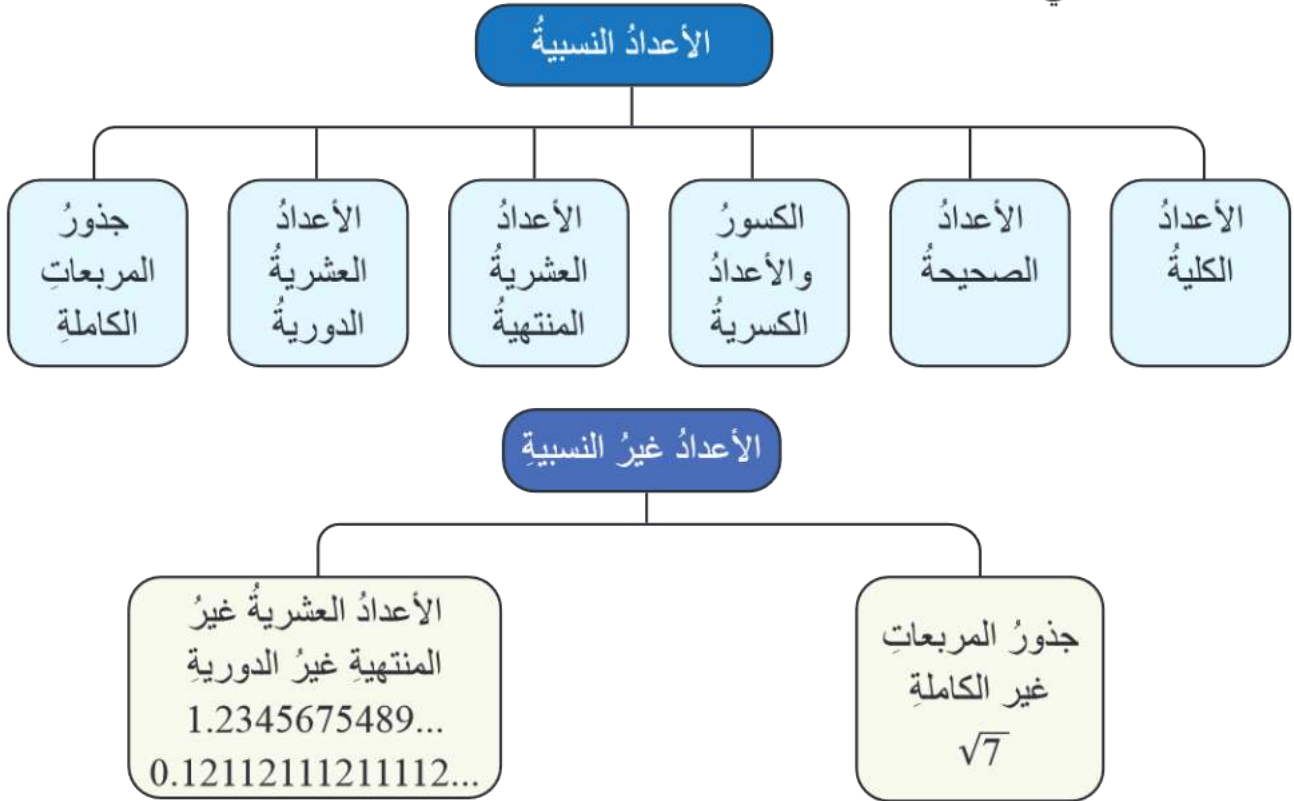 الأعدادُ النسبيةُ
الأعدادُ
الكليةُ
الأعدادُ
الصحيحةُ
الكسورُ
والأعدادُ
الكسريةُ
الأعدادُ
العشريةُ
المنتهيةُ
الأعدادُ
العشريةُ
الدوريةُ
جذورُ
المربعاتِ
الكاملةِ
الأعدادُ غيرُ النسبيةِ
جذورُ المربعاتِ
غير الكاملةِ
√7
الأعدادُ العشريةُ غيرُ
المنتهيةِ غيرُ الدوريةِ
1.2345675489...
0.12112111211112...